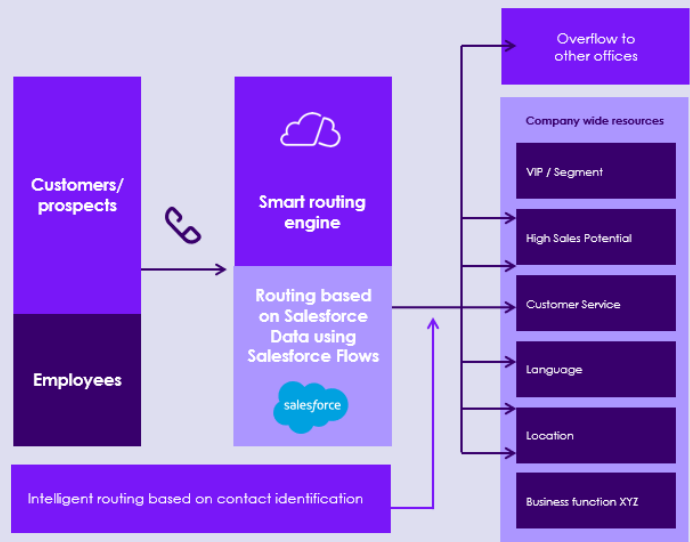 Customers/
prospects
Employees
Smart routing
engine
Routing based
on Salesforce
Data using
Salesforce Flows
salesforce
Intelligent routing based on contact identification
Overflow to
other offices
Company wide resources
VIP / Segment
High Sales Potential
Customer Service
Language
Location
Business function XYZ